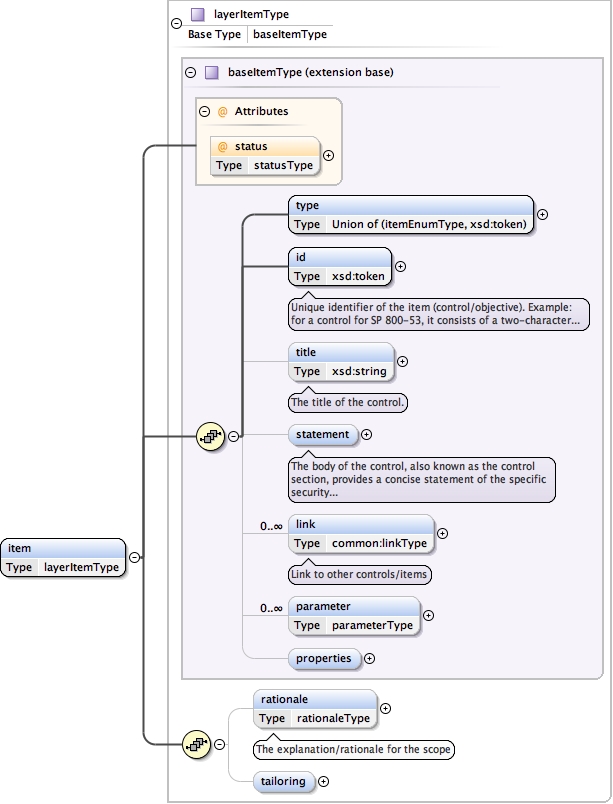 layerItemType
Base Type baseItemType
baseItemType (extension base)
@ Attributes
@ status
Type statusType
type
Type Union of (itemEnumType, xsd:token)
id
Type xsd:token
Unique identifier of the item (control/objective). Example:
for a control for SP 800-53, it consists of a two-character...
title
Type xsd:string
The title of the control.
statement
The body of the control, also known as the control
section, provides a concise statement of the specific
security...
0..∞ link
Type common:linkType
Link to other controls/items
0..∞ parameter
Type parameterType
properties
item
Type layerItemType
rationale
Type rationaleType
The explanation/rationale for the scope
tailoring